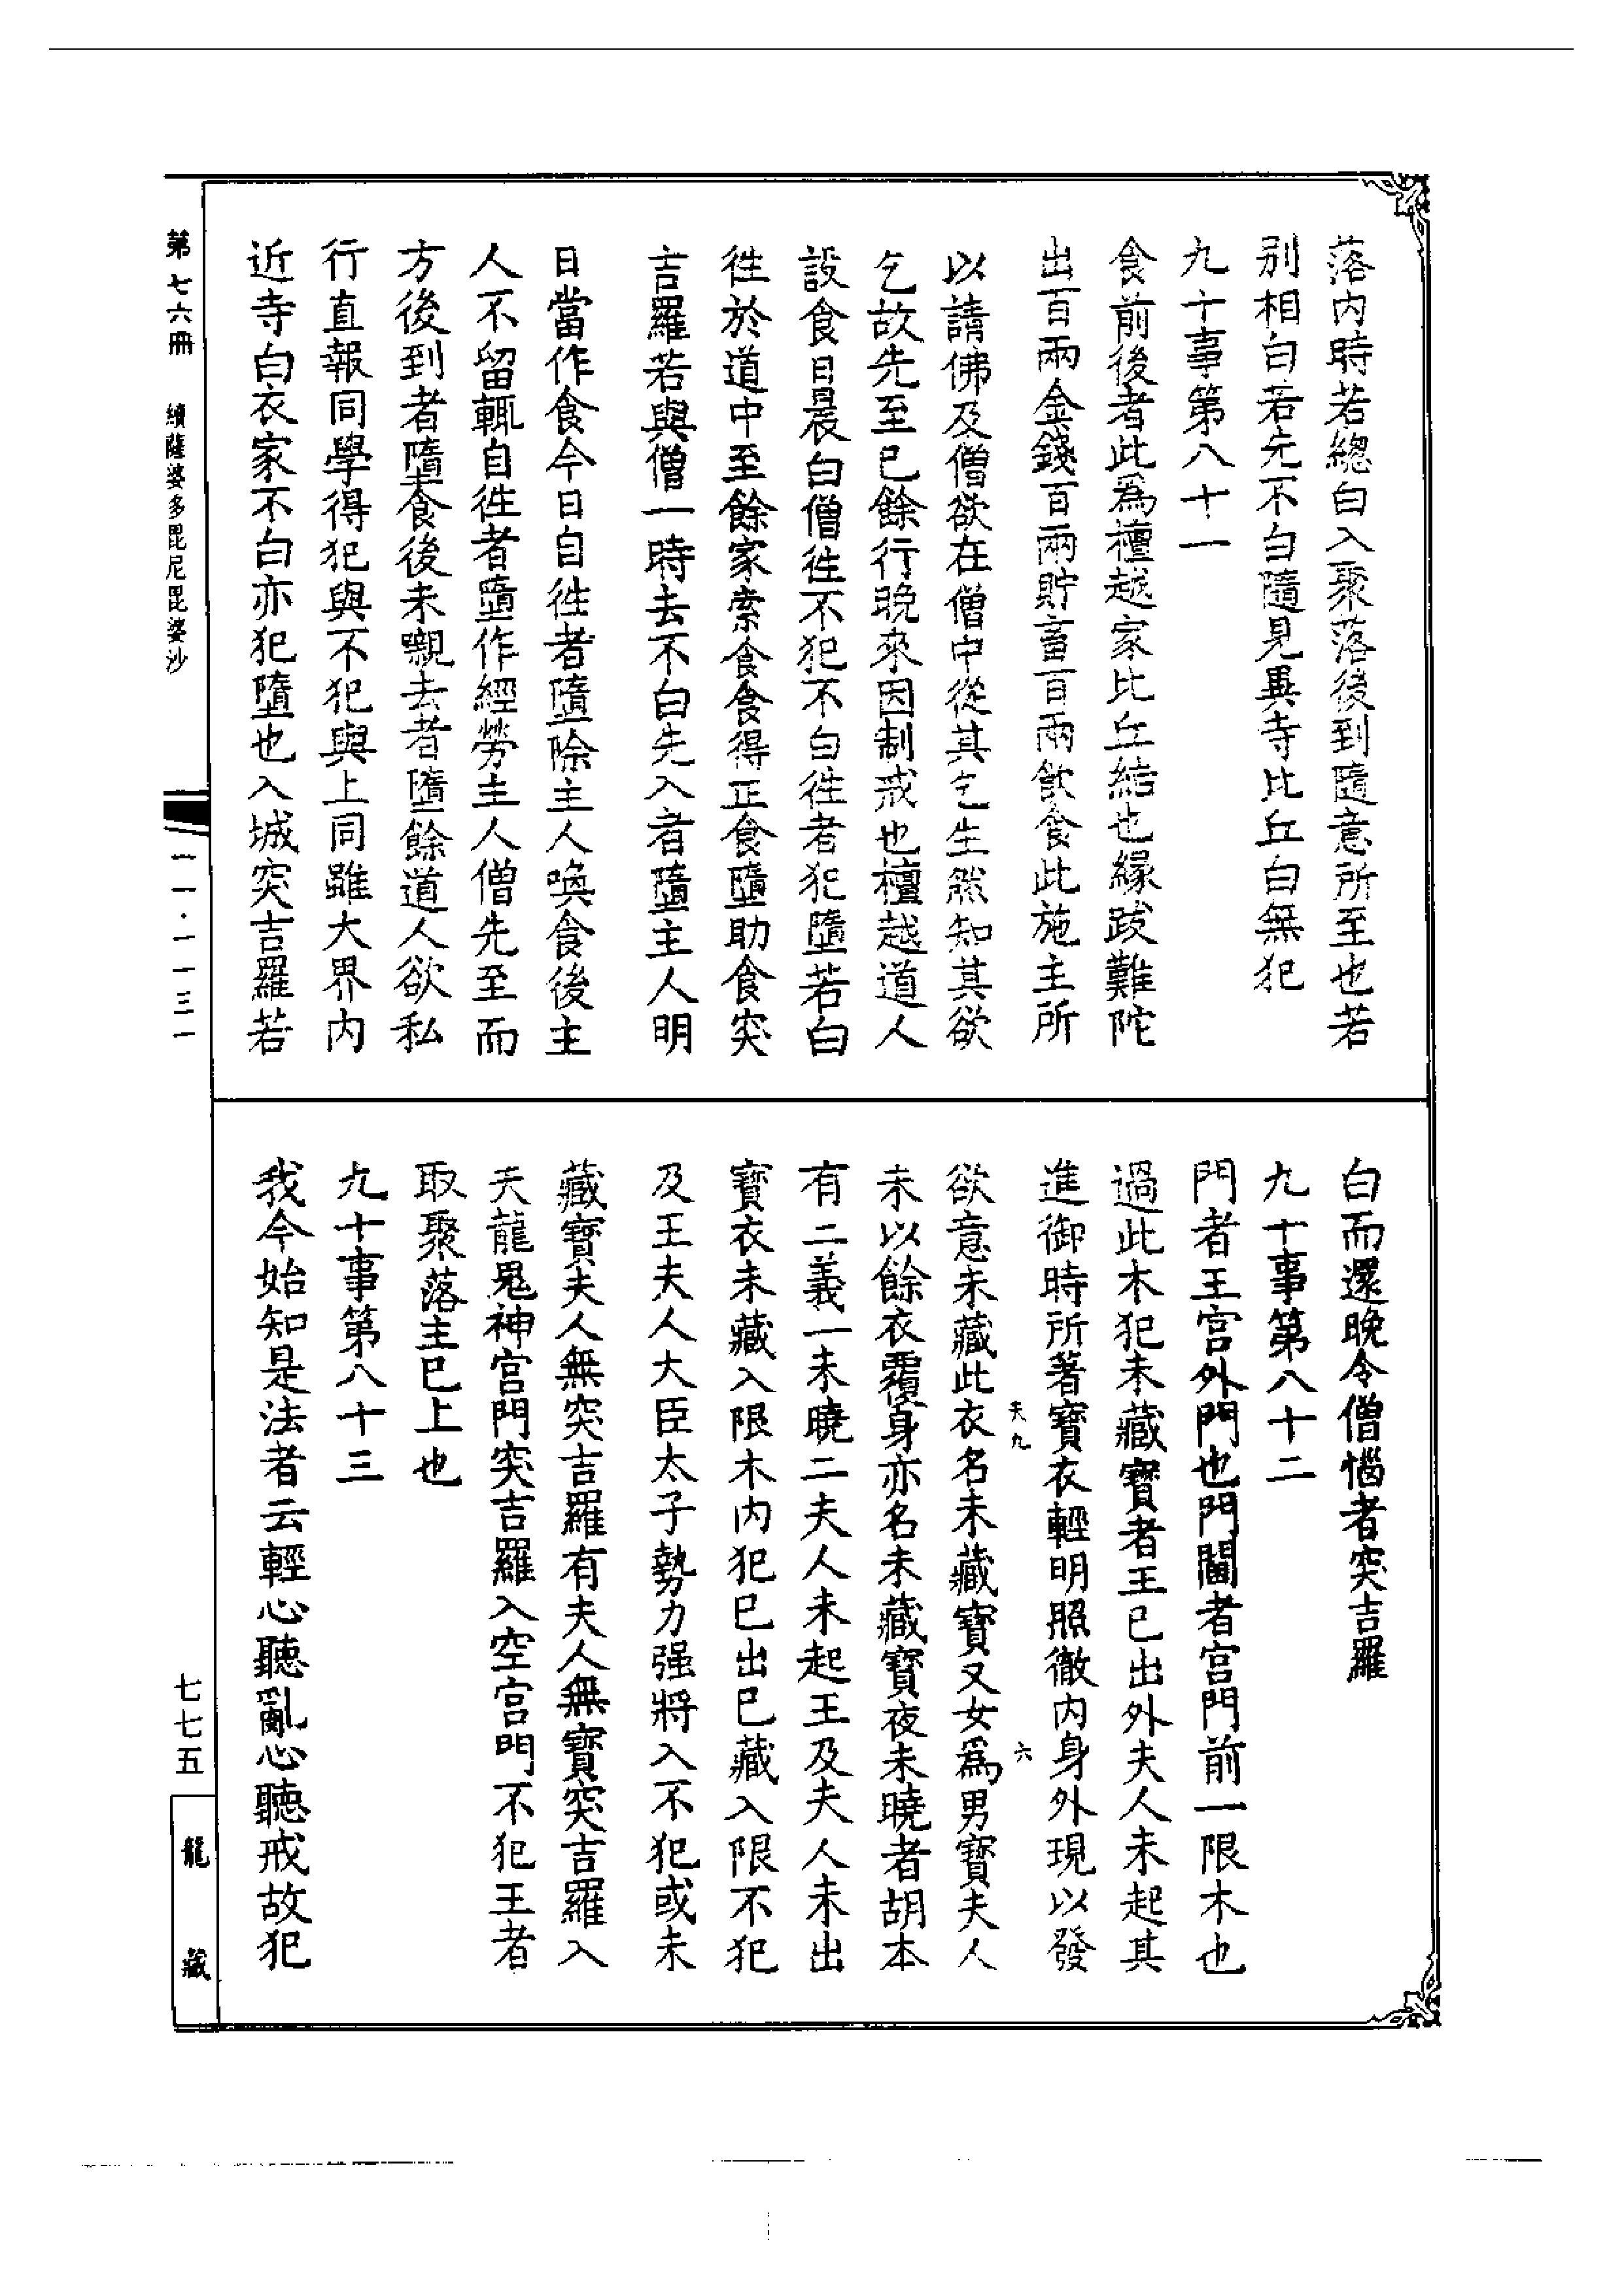 落内時若總白入聚落後到隨意所至也若
别相白若先不白隨見異寺比丘白無犯
九十事第八十一
食前後者此爲檀越家比丘結也緣跋難陀
出百兩金錢百兩貯畜百兩飲食此施主所
以請佛及僧欲在僧中從其乞生然知其欲
乞故先至已餘行晚來因制戒也檀越道人
設食日晨白僧徃不犯不白徃者犯墮若白
徃於道中至餘家索食食得正食墮助食突
吉羅若與僧一時去不白先入者墮主人明
日當作食今日自徃者墮除主人喚食後主
人不留輒自徃者墮作經勞主人僧先至而
方後到者墮食後未嚫去者墮餘道人欲私
行直報同學得犯與不犯與上同雖大界内
近寺白衣家不白亦犯墮也入城突吉羅若
白而還晚令僧惱者突吉羅
九十事第八十二
門者王宮外門也門閫者宮門前一限木也
過此木犯未藏寶者王已出外夫人未起其
進御時所著寶衣輕明照徹内身外現以發
欲意未藏此衣名未藏寶又女爲男寶夫人
未以餘衣覆身亦名未藏寶夜未曉者胡本
有二義一未曉二夫人未起王及夫人未出
寶衣未藏入限木内犯已出已藏入限不犯
及王夫人大臣太子勢力强將入不犯或未
藏寶夫人無突吉羅有夫人無寶突吉羅入
天龍鬼神宮門突吉羅入空宮門不犯王者
取聚落主已上也
九十事第八十三
我今始知是法者云輕心聽亂心聽戒故犯
夫九
六
第七六冊
續薩婆多毘尼毘婆沙
一一·一一三一
七七五
龍藏